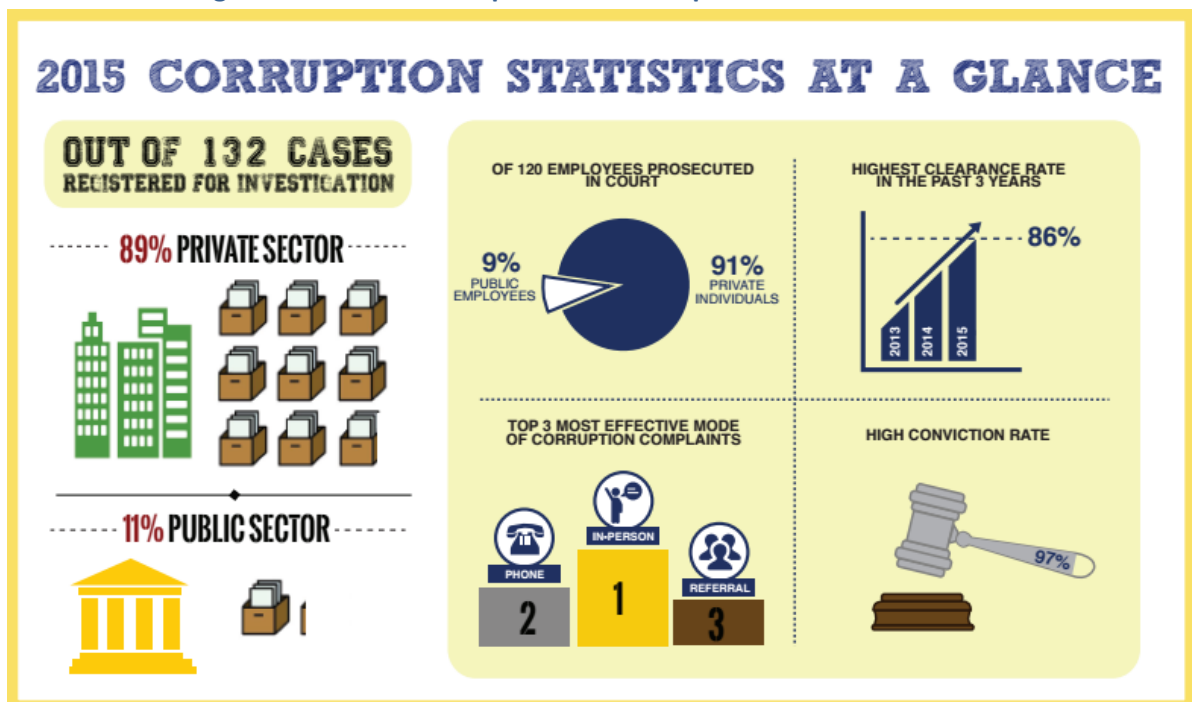 2015 CORRUPTION STATISTICS AT A GLANCE
OUT OF 132 CASES
REGISTERED FOR INVESTIGATION
89% PRIVATE SECTOR
11% PUBLIC SECTOR
OF 120 EMPLOYEES PROSECUTED
IN COURT
9%
PUBLIC
EMPLOYEES
91%
PRIVATE
INDIVIDUALS
HIGHEST CLEARANCE RATE
IN THE PAST 3 YEARS
86%
2013
2014
2015
TOP 3 MOST EFFECTIVE MODE
OF CORRUPTION COMPLAINTS
PHONE
2
IN-PERSON
1
REFERRAL
3
HIGH CONVICTION RATE
97%